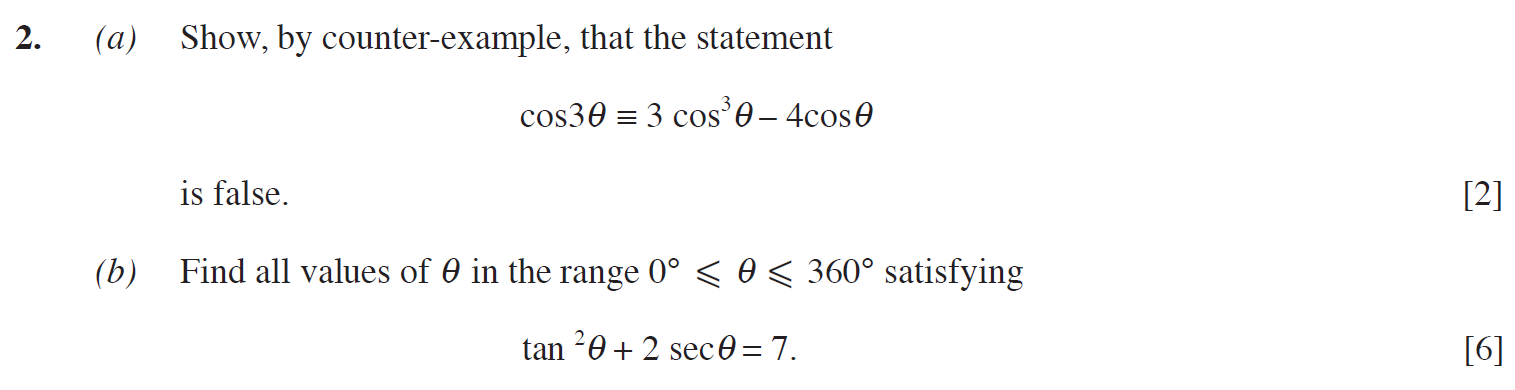 2. (a) Show, by counter-example, that the statement
cos3θ ≡ 3 cos³θ – 4cosθ
is false. [2]
(b) Find all values of θ in the range 0° ⩽ θ ⩽ 360° satisfying
tan ²θ + 2 secθ = 7. [6]